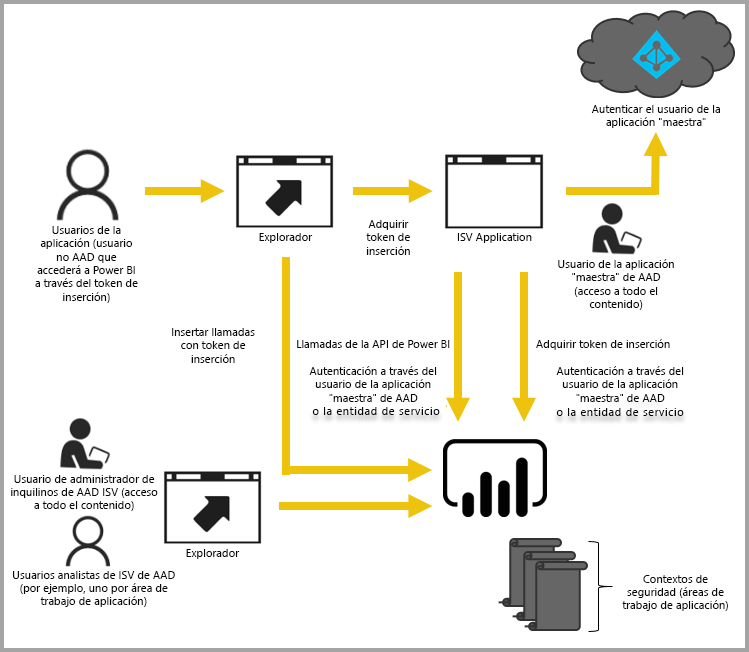 Autenticar el usuario de la
aplicación "maestra"
Usuarios de la
aplicación (usuario
no AAD que
accederá a Power BI
a través del token de
inserción)
Explorador
Adquirir
token de
inserción
ISV Application
Usuario de la aplicación
"maestra" de AAD
(acceso a todo el
contenido)
Insertar llamadas
con token de
inserción
Llamadas de la API de Power BI
Autenticación a través del
usuario de la aplicación
"maestra" de AAD
o la entidad de servicio
Adquirir token de inserción
Autenticación a través del
usuario de la aplicación
"maestra" de AAD
o la entidad de servicio
Usuario de administrador de
inquilinos de AAD ISV (acceso
a todo el contenido)
Explorador
Usuarios analistas de ISV de AAD
(por ejemplo, uno por área de
trabajo de aplicación)
Contextos de
seguridad (áreas de
trabajo de aplicación)